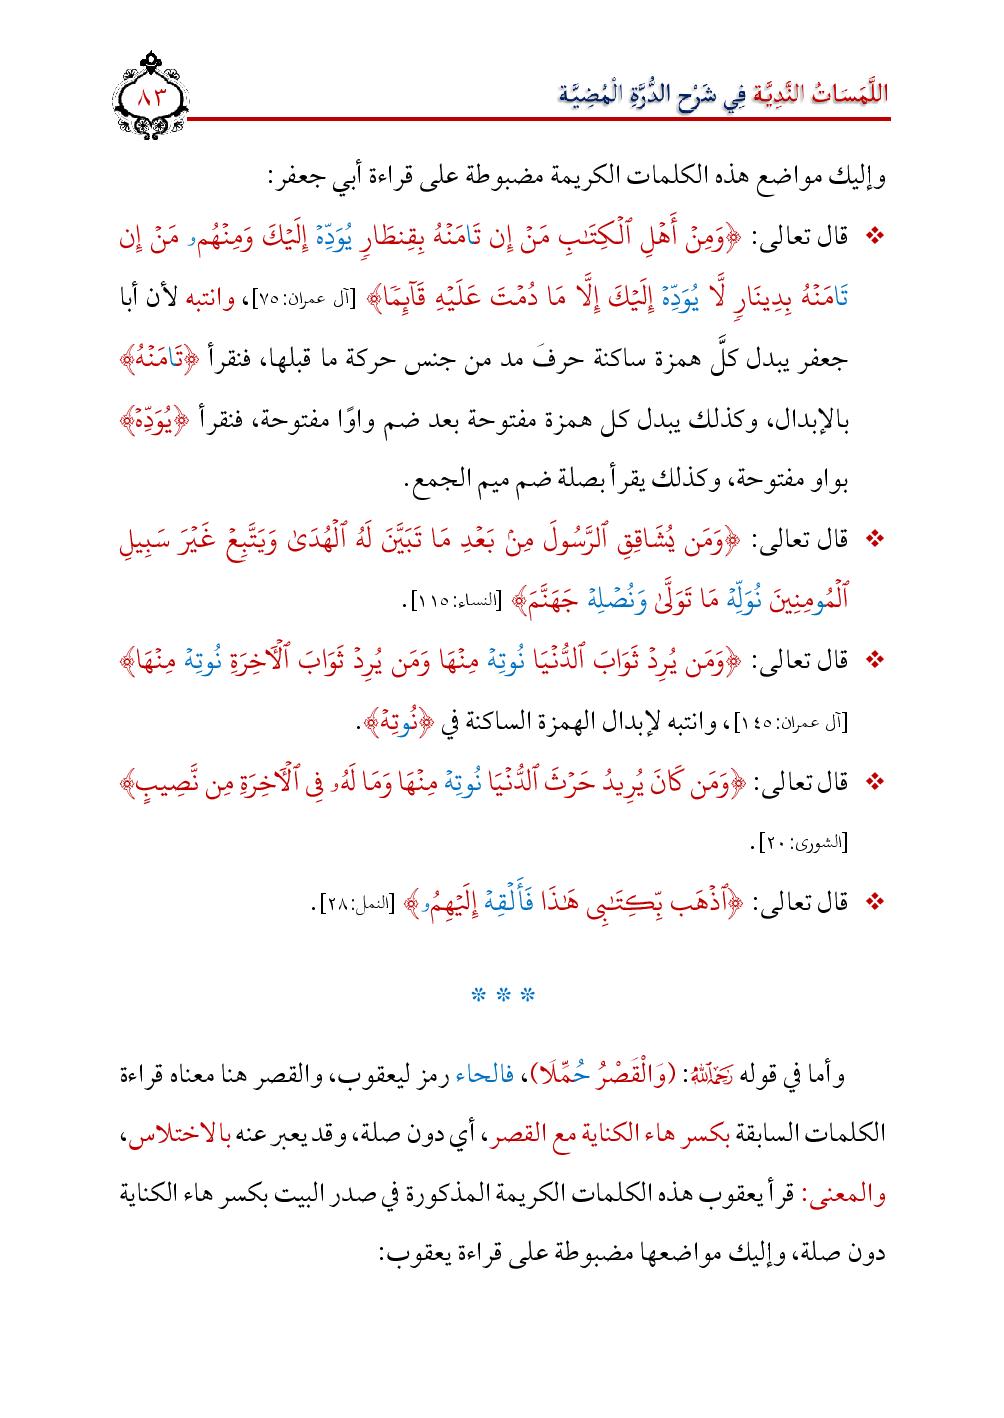 اللَّمَسَاتُ النَّدِيَّة فِي شَرْحِ الدُّرَّةِ الْمُضِيَّة
٨٣
وإليك مواضع هذه الكلمات الكريمة مضبوطة على قراءة أبي جعفر:
❖ قال تعالى: ﴿وَمِنۡ أَهۡلِ ٱلۡكِتَٰبِ مَنۡ إِن تَامَنۡهُ بِقِنطَارٖ يُوَدِّهۡ إِلَيۡكَ وَمِنۡهُمُۥ مَنۡ إِن
تَامَنۡهُ بِدِينَارٖ لَّا يُوَدِّهۡ إِلَيۡكَ إِلَّا مَا دُمۡتَ عَلَيۡهِ قَآئِمٗا﴾ [آل عمران: ٧٥]، وانتبه لأن أبا
جعفر يبدل كلَّ همزة ساكنة حرفَ مد من جنس حركة ما قبلها، فنقرأ ﴿تَامَنۡهُ﴾
بالإبدال، وكذلك يبدل كل همزة مفتوحة بعد ضم واوًا مفتوحة، فنقرأ ﴿يُوَدِّهۡ﴾
بواو مفتوحة، وكذلك يقرأ بصلة ضم ميم الجمع.
❖ قال تعالى: ﴿وَمَن يُشَاقِقِ ٱلرَّسُولَ مِنۢ بَعۡدِ مَا تَبَيَّنَ لَهُ ٱلۡهُدَىٰ وَيَتَّبِعۡ غَيۡرَ سَبِيلِ
ٱلۡمُومِنِينَ نُوَلِّهۡ مَا تَوَلَّىٰ وَنُصۡلِهۡ جَهَنَّمَ﴾ [النساء: ١١٥].
❖ قال تعالى: ﴿وَمَن يُرِدۡ ثَوَابَ ٱلدُّنۡيَا نُوتِهۡ مِنۡهَا وَمَن يُرِدۡ ثَوَابَ ٱلۡأٓخِرَةِ نُوتِهۡ مِنۡهَا﴾
[آل عمران: ١٤٥]، وانتبه لإبدال الهمزة الساكنة في ﴿نُوتِهۡ﴾.
❖ قال تعالى: ﴿وَمَن كَانَ يُرِيدُ حَرۡثَ ٱلدُّنۡيَا نُوتِهۡ مِنۡهَا وَمَا لَهُۥ فِي ٱلۡأٓخِرَةِ مِن نَّصِيبٍ﴾
[الشورى: ٢٠].
❖ قال تعالى: ﴿ٱذۡهَب بِّكِتَٰبِي هَٰذَا فَأَلۡقِهۡ إِلَيۡهِمُۥ﴾ [النمل: ٢٨].
* * *
وأما في قوله رَحِمَهُ ٱللَّهُ: (وَالْقَصْرُ حُمِّلَا)، فالحاء رمز ليعقوب، والقصر هنا معناه قراءة
الكلمات السابقة بكسر هاء الكناية مع القصر، أي دون صلة، وقد يعبر عنه بالاختلاس،
والمعنى: قرأ يعقوب هذه الكلمات الكريمة المذكورة في صدر البيت بكسر هاء الكناية
دون صلة، وإليك مواضعها مضبوطة على قراءة يعقوب: